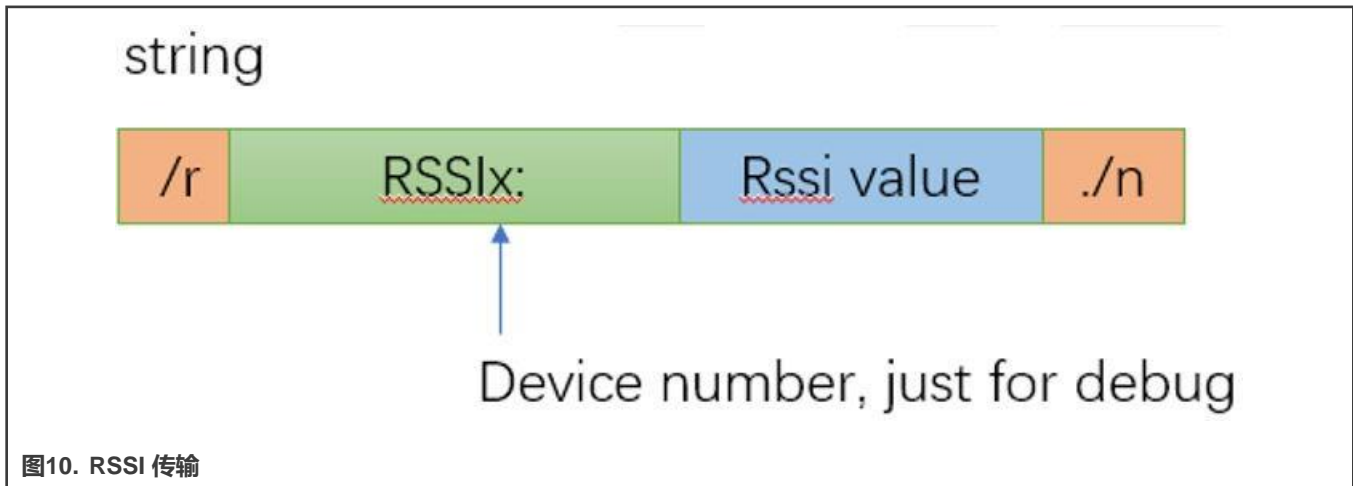 string
/r RSSIx: Rssi value ./n
Device number, just for debug
图10. RSSI 传输